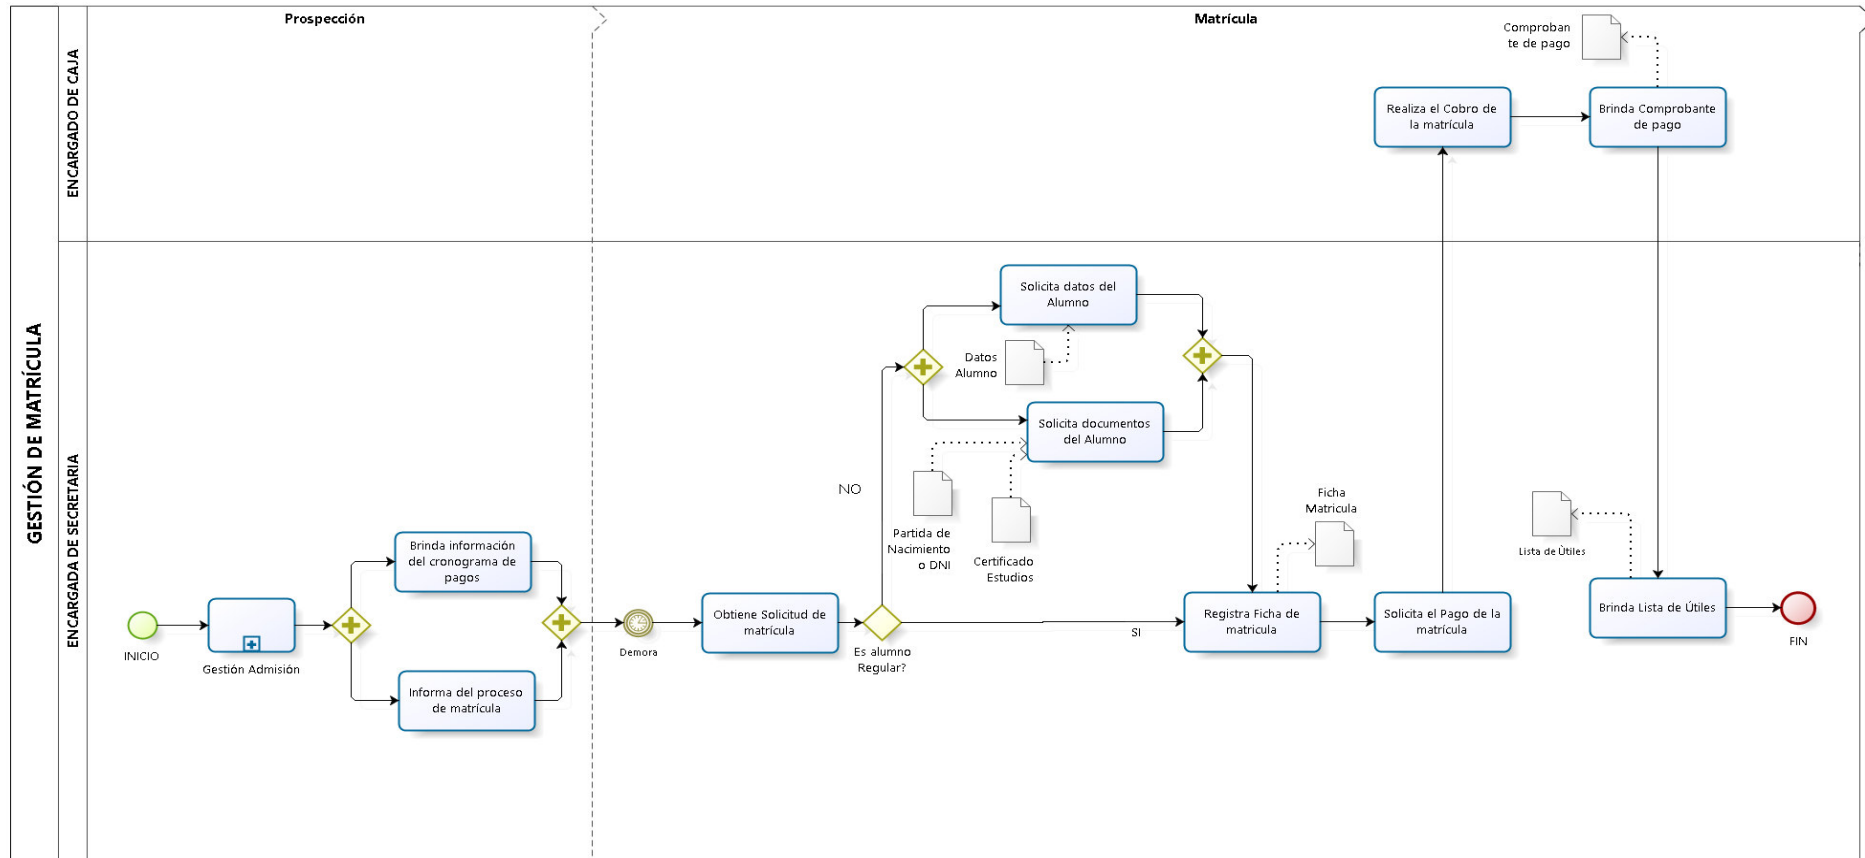 Prospección
Matrícula
GESTIÓN DE MATRÍCULA
ENCARGADO DE CAJA
Comproban
te de pago
Realiza el Cobro de
la matrícula
Brinda Comprobante
de pago
ENCARGADA DE SECRETARIA
Solicita datos del
Alumno
Datos
Alumno
Solicita documentos
del Alumno
NO
Partida de
Nacimiento
o DNI
Certificado
Estudios
Ficha
Matricula
Lista de Ùtiles
Brinda información
del cronograma de
pagos
INICIO
Gestión Admisión
Informa del proceso
de matrícula
Demora
Obtiene Solicitud de
matrícula
Es alumno
Regular?
SI
Registra Ficha de
matricula
Solicita el Pago de la
matrícula
Brinda Lista de Útiles
FIN